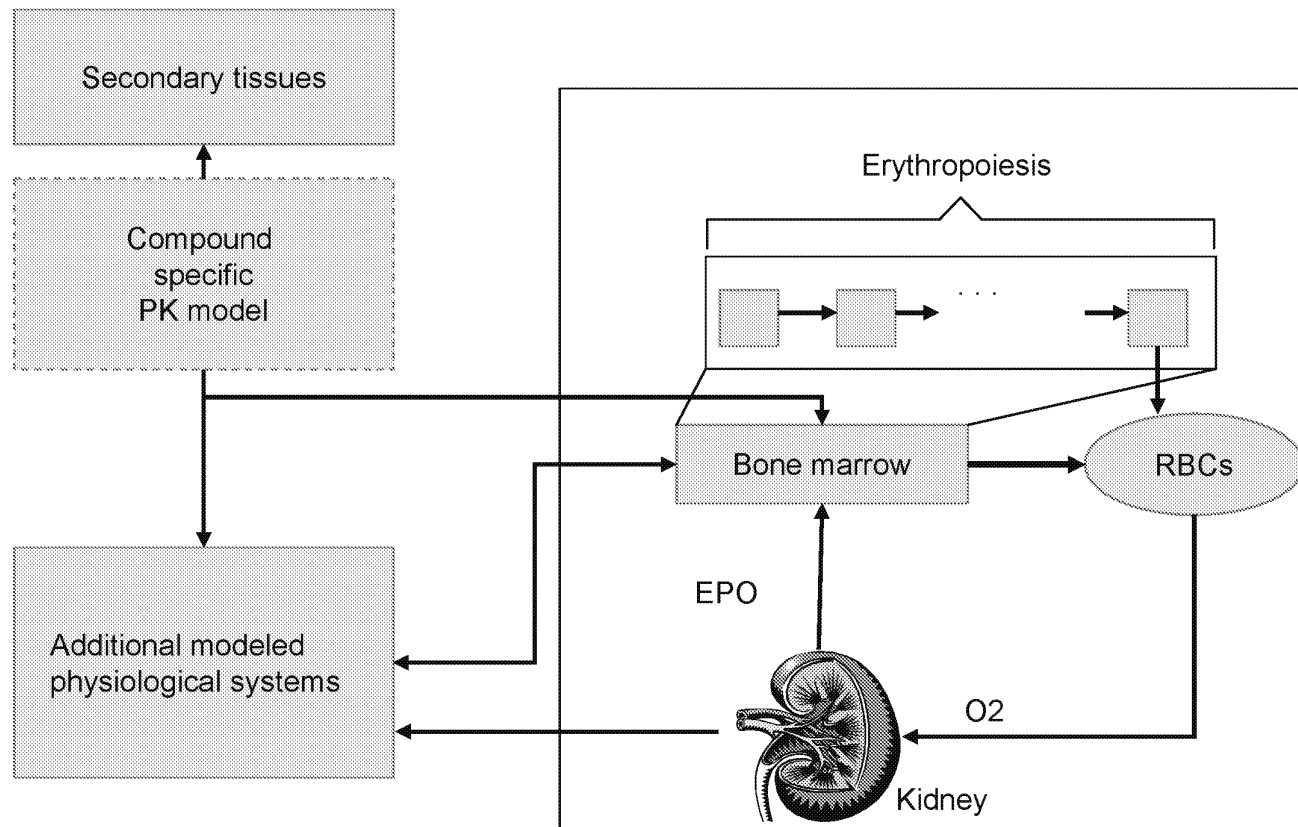 Secondary tissues
Compound
specific
PK model
Erythropoiesis
. . .
Bone marrow
RBCs
EPO
Additional modeled
physiological systems
O2
Kidney